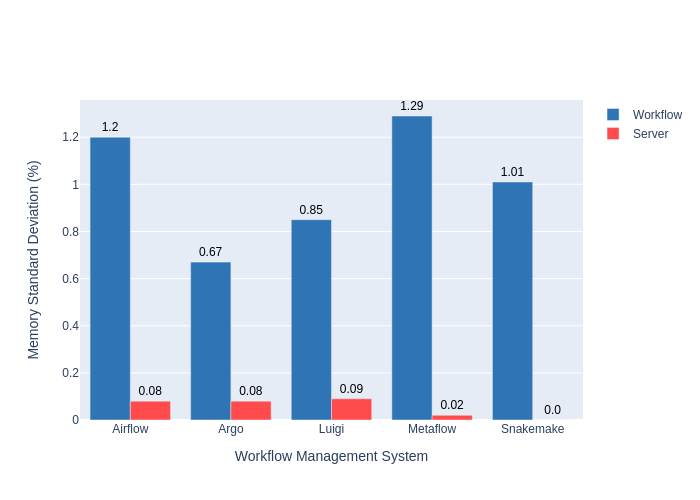 1.29
1.2
1.01
0.85
0.67
0.08
0.08
0.09
0.02
0.0
Workflow
Server
1.2
1
0.8
0.6
0.4
0.2
0
Memory Standard Deviation (%)
Airflow
Argo
Luigi
Metaflow
Snakemake
Workflow Management System